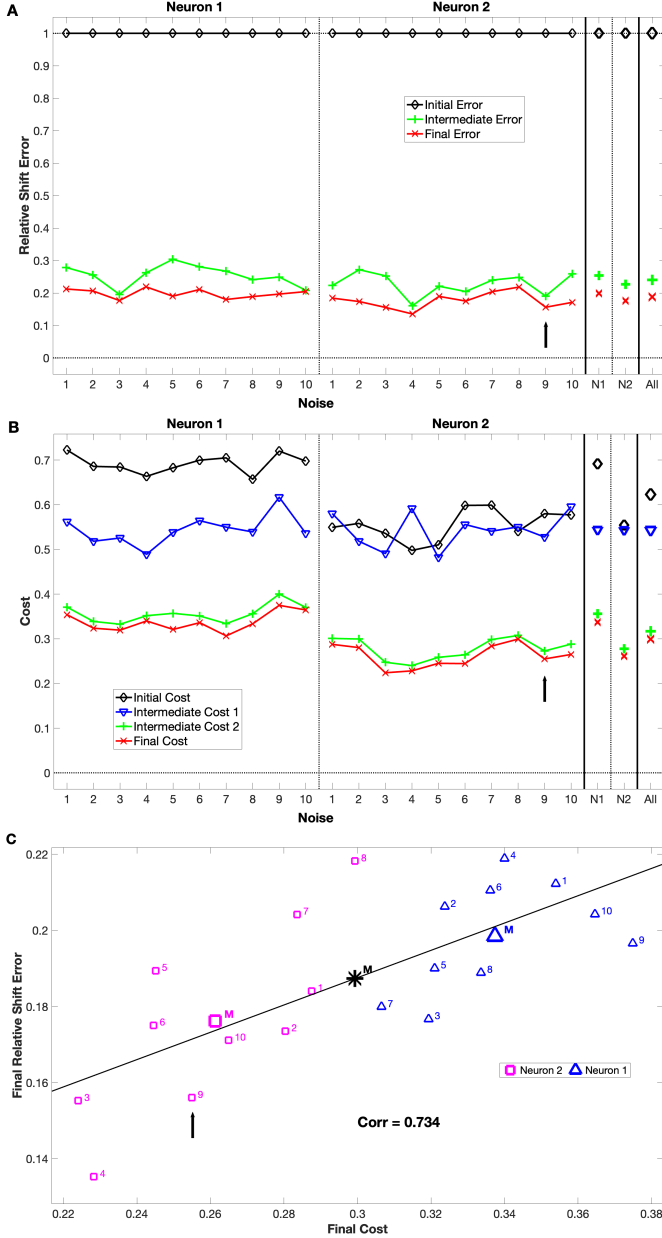 A
Neuron 1 Neuron 2
1
0.9
0.8
0.7
0.6
0.5
0.4
0.3
0.2
0.1
0
Relative Shift Error
Initial Error
Intermediate Error
Final Error
1 2 3 4 5 6 7 8 9 10 1 2 3 4 5 6 7 8 9 10 N1 N2 All
Noise
B
Neuron 1 Neuron 2
0.7
0.6
0.5
0.4
0.3
0.2
0.1
0
Cost
Initial Cost
Intermediate Cost 1
Intermediate Cost 2
Final Cost
1 2 3 4 5 6 7 8 9 10 1 2 3 4 5 6 7 8 9 10 N1 N2 All
Noise
C
0.22
0.2
0.18
0.16
0.14
Final Relative Shift Error
8
4
1
6
7
2
10
M
9
5
M
5
8
1
7
M
3
6
2
10
3
9
4
Neuron 2 Neuron 1
Corr = 0.734
0.22 0.24 0.26 0.28 0.3 0.32 0.34 0.36 0.38
Final Cost